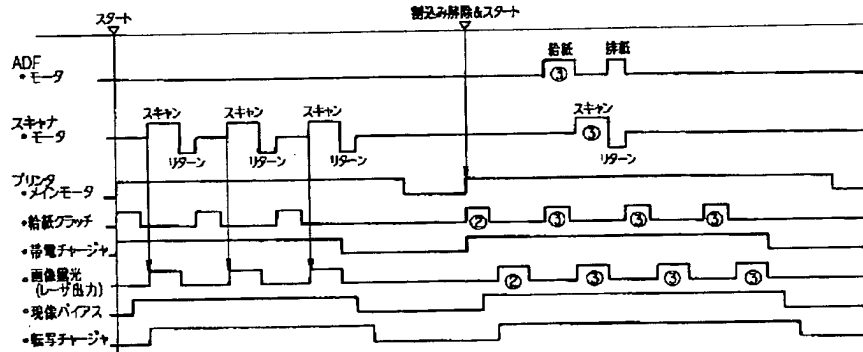 スタート
割込み解除&スタート
ADF
•モータ
給紙
排紙
③
スキャナ
•モータ
スキャン
スキャン
スキャン
スキャン
③
リターン
リターン
リターン
リターン
プリンタ
•メインモータ
•給紙クラッチ
②
③
③
③
•帯電チャージャ
•画像露光
(レーザ出力)
②
③
③
③
•現像バイアス
•転写チャージャ